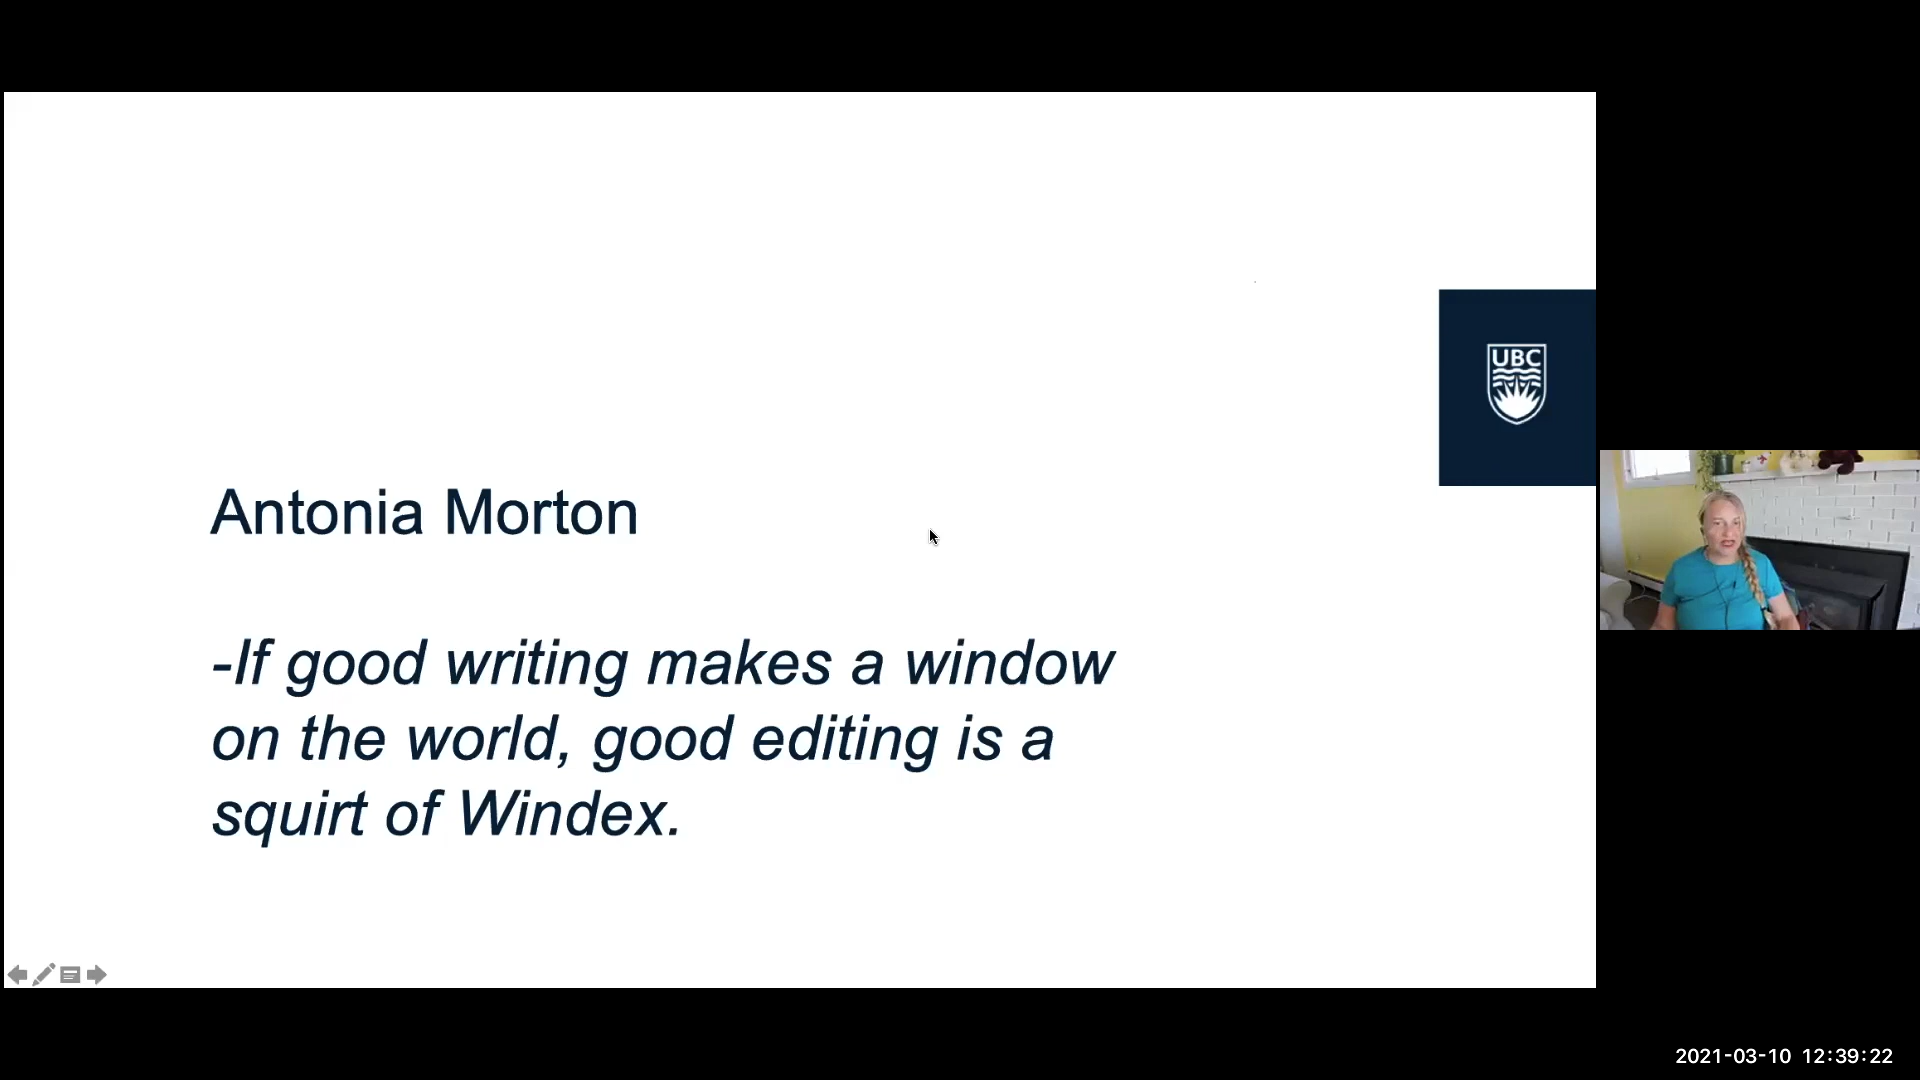 UBC
Antonia Morton
-If good writing makes a window
on the world, good editing is a
squirt of Windex.
2021-03-10 12:39:22